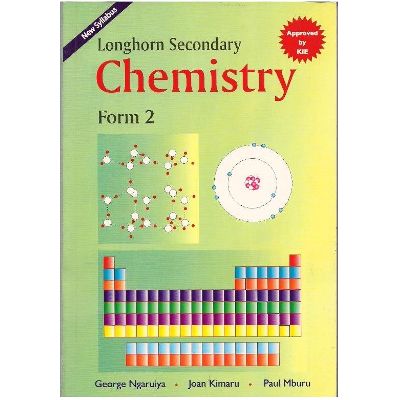 New Syllabus
Longhorn Secondary
Approved
by
KIE
Chemistry
Form 2
George Ngaruiya • Joan Kimaru • Paul Mburu